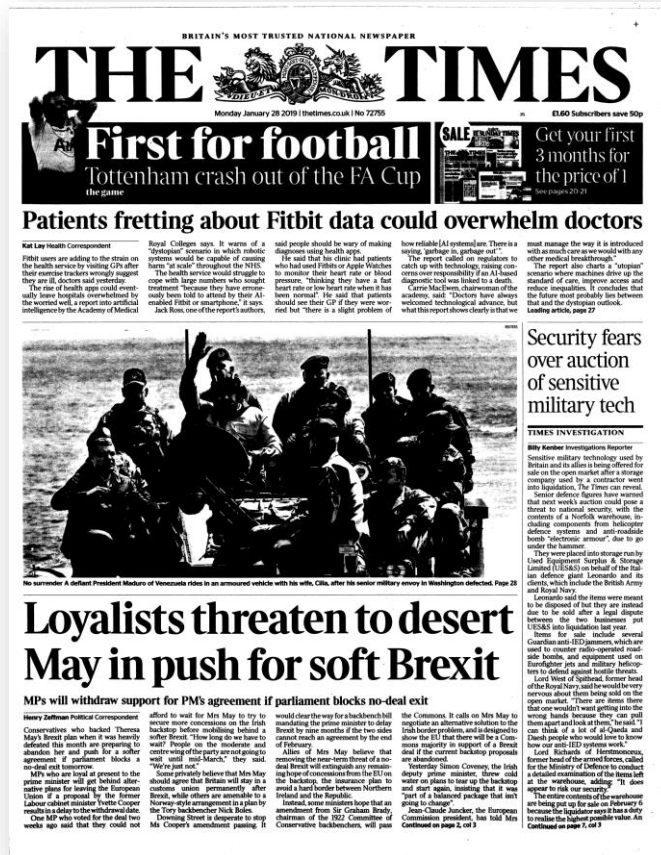 BRITAIN'S MOST TRUSTED NATIONAL NEWSPAPER
THE TIMES
DIEU ET MON DROIT
Monday January 28 2019 | thetimes.co.uk | No 72755
£1.60 Subscribers save 50p
First for football
Tottenham crash out of the FA Cup
the game
SALE
Get your first
3 months for
the price of 1
See pages 20-21
Patients fretting about Fitbit data could overwhelm doctors
Kat Lay Health Correspondent
Fitbit users are adding to the strain on
the health service by visiting GPs after
their exercise trackers wrongly suggest
they are ill, doctors said yesterday.
The rise of health apps could event-
ually leave hospitals overwhelmed by
the worried well, a report into artificial
intelligence by the Academy of Medical
Royal Colleges says. It warns of a
"dystopian" scenario in which robotic
systems would be capable of causing
harm "at scale" throughout the NHS.
The health service would struggle to
cope with large numbers who sought
treatment "because they have errone-
ously been told to attend by their AI-
enabled Fitbit or smartphone", it says.
Jack Ross, one of the report's authors,
said people should be wary of making
diagnoses using health apps.
He said that his clinic had patients
who had used Fitbits or Apple Watches
to monitor their heart rate or blood
pressure, "thinking they have a fast
heart rate or low heart rate when it has
been normal". He said that patients
should see their GP if they were wor-
ried but "there is a slight problem of
how reliable [AI systems] are. There is a
saying, 'garbage in, garbage out' ".
The report called on regulators to
catch up with technology, raising con-
cerns over responsibility if an AI-based
diagnostic tool was linked to a death.
Carrie MacEwen, chairwoman of the
academy, said: "Doctors have always
welcomed technological advance, but
what this report shows clearly is that we
must manage the way it is introduced
with as much care as we would with any
other medical breakthrough."
The report also charts a "utopian"
scenario where machines drive up the
standard of care, improve access and
reduce inequalities. It concludes that
the future most probably lies between
that and the dystopian outlook.
Leading article, page 27
No surrender A defiant President Maduro of Venezuela rides in an armoured vehicle with his wife, Cilia, after his senior military envoy in Washington defected. Page 28
Security fears
over auction
of sensitive
military tech
TIMES INVESTIGATION
Billy Kenber Investigations Reporter
Sensitive military technology used by
Britain and its allies is being offered for
sale on the open market after a storage
company used by a contractor went
into liquidation, The Times can reveal.
Senior defence figures have warned
that next week's auction could pose a
threat to national security, with the
contents of a Norfolk warehouse, in-
cluding components from helicopter
defence systems and anti-roadside
bomb "electronic armour", due to go
under the hammer.
They were placed into storage run by
Used Equipment Surplus & Storage
Limited (UES&S) on behalf of the Ital-
ian defence giant Leonardo and its
clients, which include the British Army
and Royal Navy.
Leonardo said the items were meant
to be disposed of but they are instead
due to be sold after a legal dispute
between the two businesses put
UES&S into liquidation last year.
Items for sale include several
Guardian anti-IED jammers, which are
used to counter radio-operated road-
side bombs, and equipment used on
Eurofighter jets and military helicop-
ters to defend against hostile threats.
Lord West of Spithead, former head
of the Royal Navy, said he would be very
nervous about them being sold on the
open market. "There are items there
that one wouldn't want getting into the
wrong hands because they can pull
them apart and look at them," he said. "I
can think of a lot of al-Qaeda and
Daesh people who would love to know
how our anti-IED systems work."
Lord Richards of Herstmonceux,
former head of the armed forces, called
for the Ministry of Defence to conduct
a detailed examination of the items left
at the warehouse, adding: "It does
appear to risk our security."
The entire contents of the warehouse
are being put up for sale on February 6
because the liquidator says it has a duty
to realise the highest possible value. An
Continued on page 7, col 3
Loyalists threaten to desert
May in push for soft Brexit
MPs will withdraw support for PM's agreement if parliament blocks no-deal exit
Henry Zeffman Political Correspondent
Conservatives who backed Theresa
May's Brexit plan when it was heavily
defeated this month are preparing to
abandon her and push for a softer
agreement if parliament blocks a
no-deal exit tomorrow.
MPs who are loyal at present to the
prime minister will get behind alter-
native plans for leaving the European
Union if a proposal by the former
Labour cabinet minister Yvette Cooper
results in a delay to the withdrawal date.
One MP who voted for the deal two
weeks ago said that they could not
afford to wait for Mrs May to try to
secure more concessions on the Irish
backstop before mobilising behind a
softer Brexit. "How long do we have to
wait? People on the moderate and
centre wing of the party are not going to
wait until mid-March," they said.
"We're just not."
Some privately believe that Mrs May
should agree that Britain will stay in a
customs union permanently after
Brexit, while others are amenable to a
Norway-style arrangement in a plan by
the Tory backbencher Nick Boles.
Downing Street is desperate to stop
Ms Cooper's amendment passing. It
would clear the way for a backbench bill
mandating the prime minister to delay
Brexit by nine months if the two sides
cannot reach an agreement by the end
of February.
Allies of Mrs May believe that
removing the near-term threat of a no-
deal Brexit will extinguish any remain-
ing hope of concessions from the EU on
the backstop, the insurance plan to
avoid a hard border between Northern
Ireland and the Republic.
Instead, some ministers hope that an
amendment from Sir Graham Brady,
chairman of the 1922 Committee of
Conservative backbenchers, will pass
the Commons. It calls on Mrs May to
negotiate an alternative solution to the
Irish border problem, and is designed to
show the EU that there will be a Com-
mons majority in support of a Brexit
deal if the current backstop proposals
are abandoned.
Yesterday Simon Coveney, the Irish
deputy prime minister, threw cold
water on plans to tear up the backstop
and start again, insisting that it was
"part of a balanced package that isn't
going to change".
Jean-Claude Juncker, the European
Commission president, has told Mrs
Continued on page 2, col 3